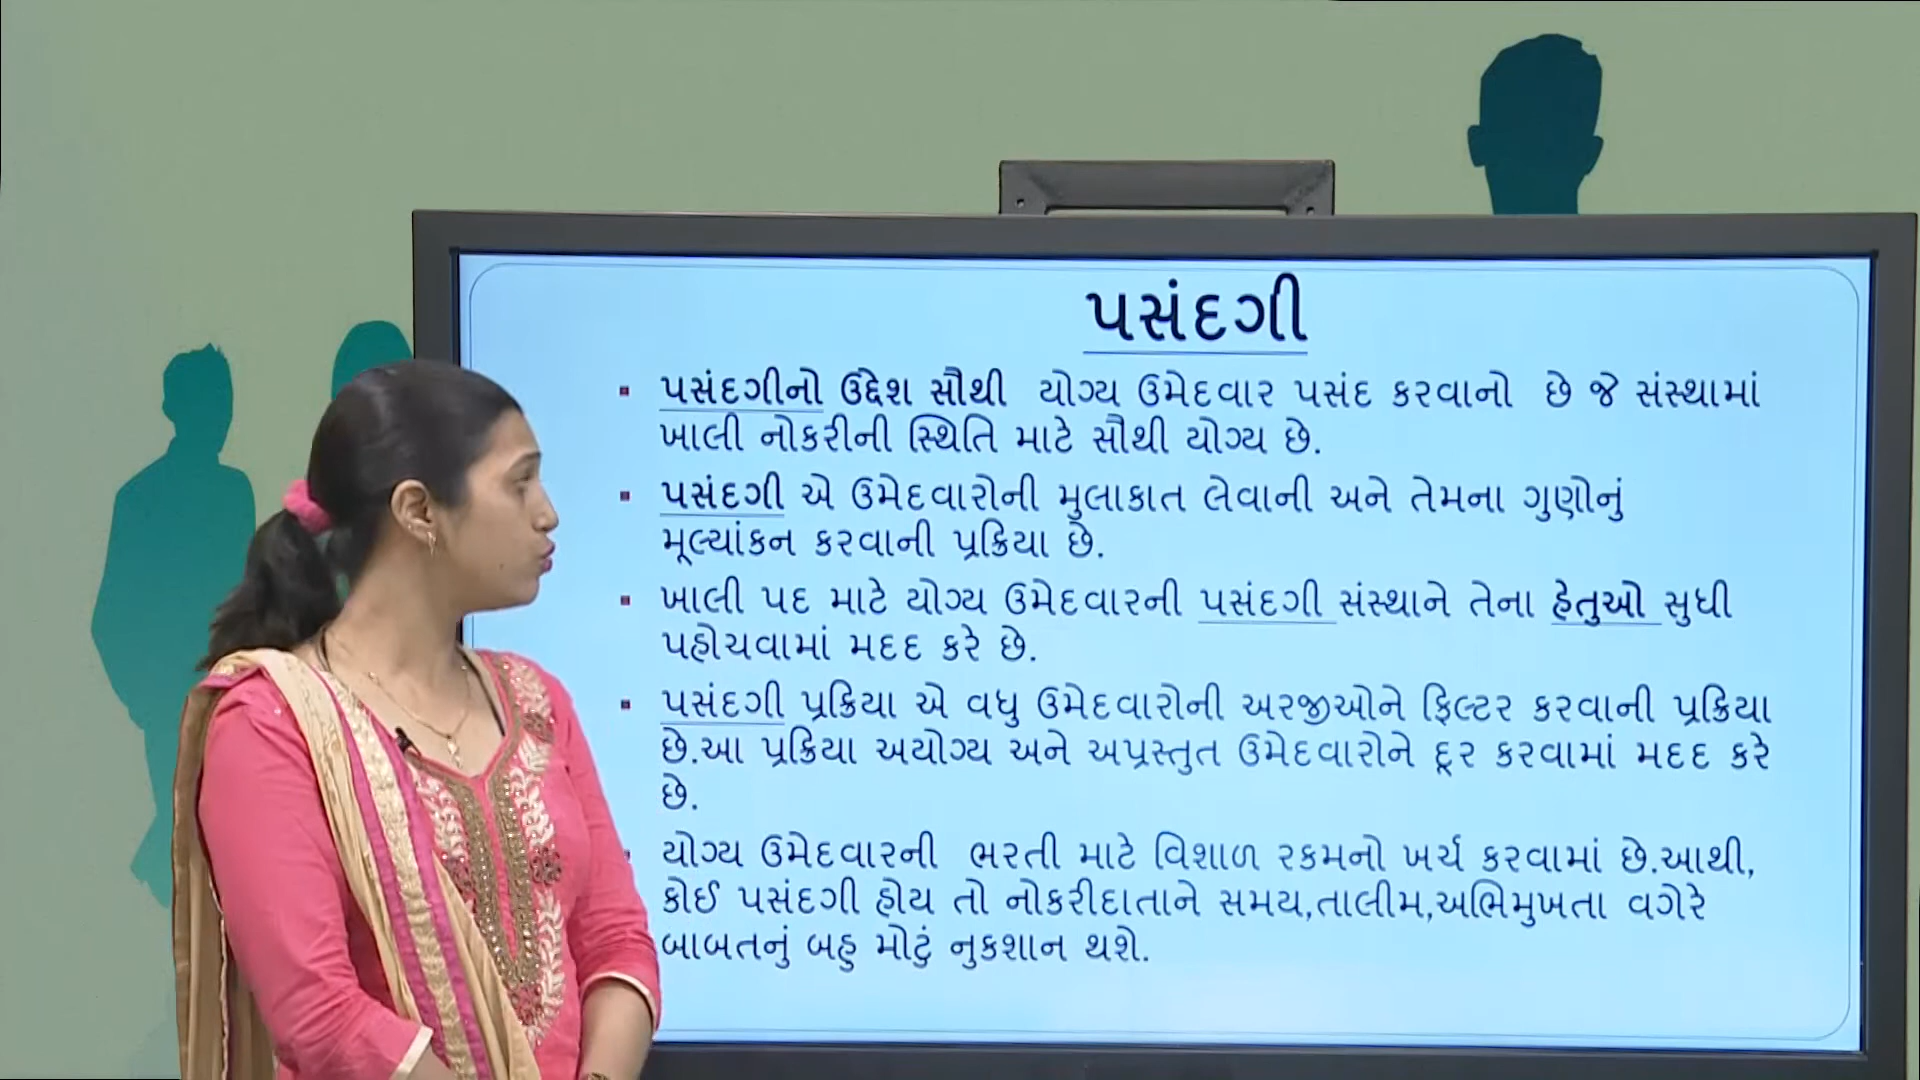 પસંદગી
▪ પસંદગીનો ઉદ્દેશ સૌથી યોગ્ય ઉમેદવાર પસંદ કરવાનો છે જે સંસ્થામાં
ખાલી નોકરીની સ્થિતિ માટે સૌથી યોગ્ય છે.
▪ પસંદગી એ ઉમેદવારોની મુલાકાત લેવાની અને તેમના ગુણોનું
મૂલ્યાંકન કરવાની પ્રક્રિયા છે.
▪ ખાલી પદ માટે યોગ્ય ઉમેદવારની પસંદગી સંસ્થાને તેના હેતુઓ સુધી
પહોચવામાં મદદ કરે છે.
▪ પસંદગી પ્રક્રિયા એ વધુ ઉમેદવારોની અરજીઓને ફિલ્ટર કરવાની પ્રક્રિયા
છે.આ પ્રક્રિયા અયોગ્ય અને અપ્રસ્તુત ઉમેદવારોને દૂર કરવામાં મદદ કરે
છે.
યોગ્ય ઉમેદવારની ભરતી માટે વિશાળ રકમનો ખર્ચ કરવામાં છે.આથી,
કોઈ પસંદગી હોય તો નોકરીદાતાને સમય,તાલીમ,અભિમુખતા વગેરે
બાબતનું બહુ મોટું નુકશાન થશે.